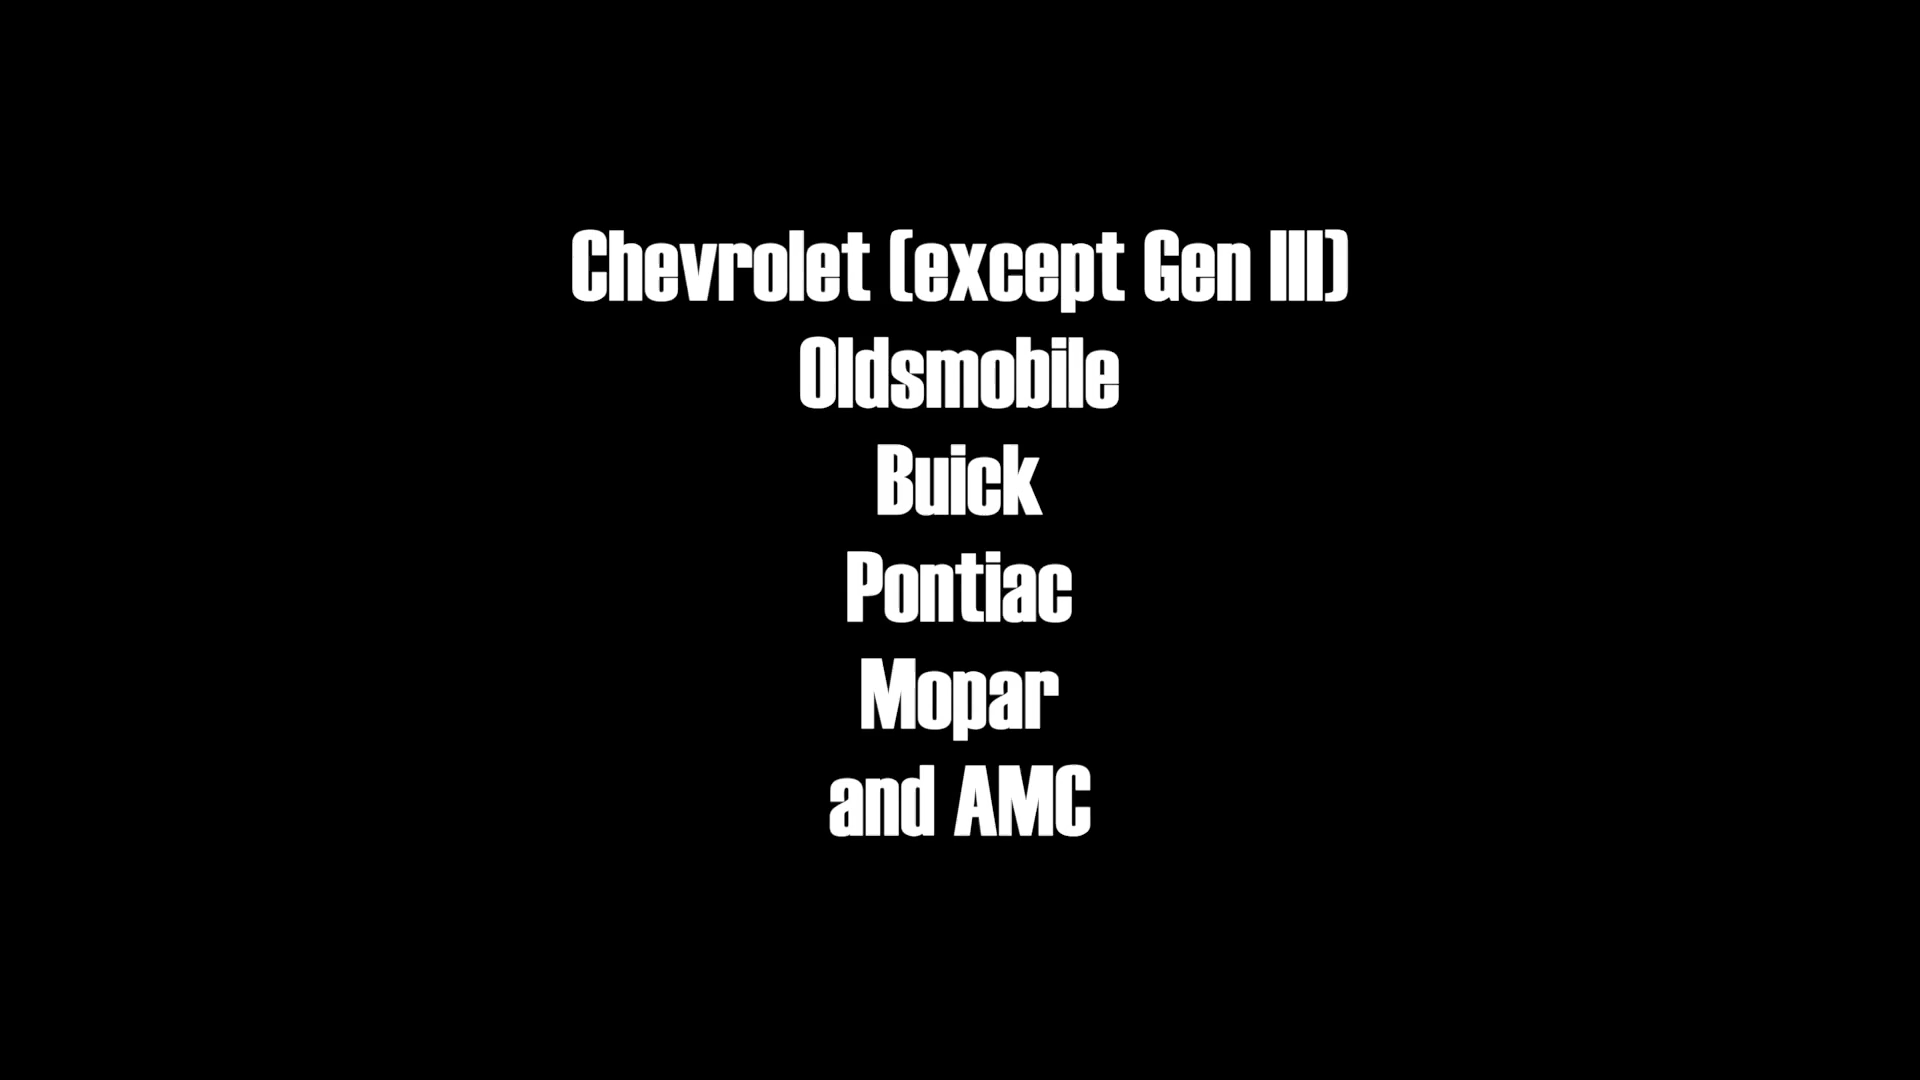 Chevrolet (except Gen III)
Oldsmobile
Buick
Pontiac
Mopar
and AMC